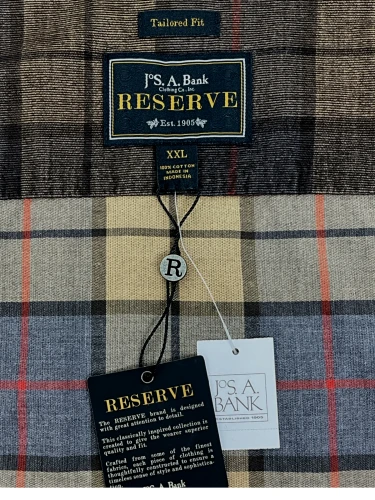 Tailored Fit
JoS. A. Bank
Clothing Co., Inc.
RESERVE
Est. 1905
XXL
100% COTTON
MADE IN
INDONESIA
R
RESERVE
The RESERVE brand is designed
with great attention to detail.
This classically inspired collection is
created to give the wearer superior
quality and fit.
Crafted from some of the finest
fabrics, each piece of clothing is
thoughtfully constructed to ensure a
timeless sense of style and sophistica-
tion.
JoS. A. Bank
JoS. A.
BANK